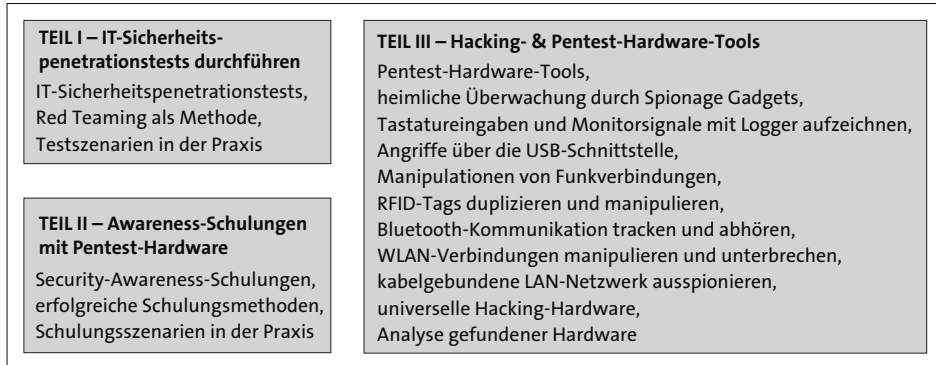 TEIL I – IT-Sicherheits-
penetrationstests durchführen
IT-Sicherheitspenetrationstests,
Red Teaming als Methode,
Testszenarien in der Praxis
TEIL II – Awareness-Schulungen
mit Pentest-Hardware
Security-Awareness-Schulungen,
erfolgreiche Schulungsmethoden,
Schulungsszenarien in der Praxis
TEIL III – Hacking- & Pentest-Hardware-Tools
Pentest-Hardware-Tools,
heimliche Überwachung durch Spionage Gadgets,
Tastatureingaben und Monitorsignale mit Logger aufzeichnen,
Angriffe über die USB-Schnittstelle,
Manipulationen von Funkverbindungen,
RFID-Tags duplizieren und manipulieren,
Bluetooth-Kommunikation tracken und abhören,
WLAN-Verbindungen manipulieren und unterbrechen,
kabelgebundene LAN-Netzwerk ausspionieren,
universelle Hacking-Hardware,
Analyse gefundener Hardware